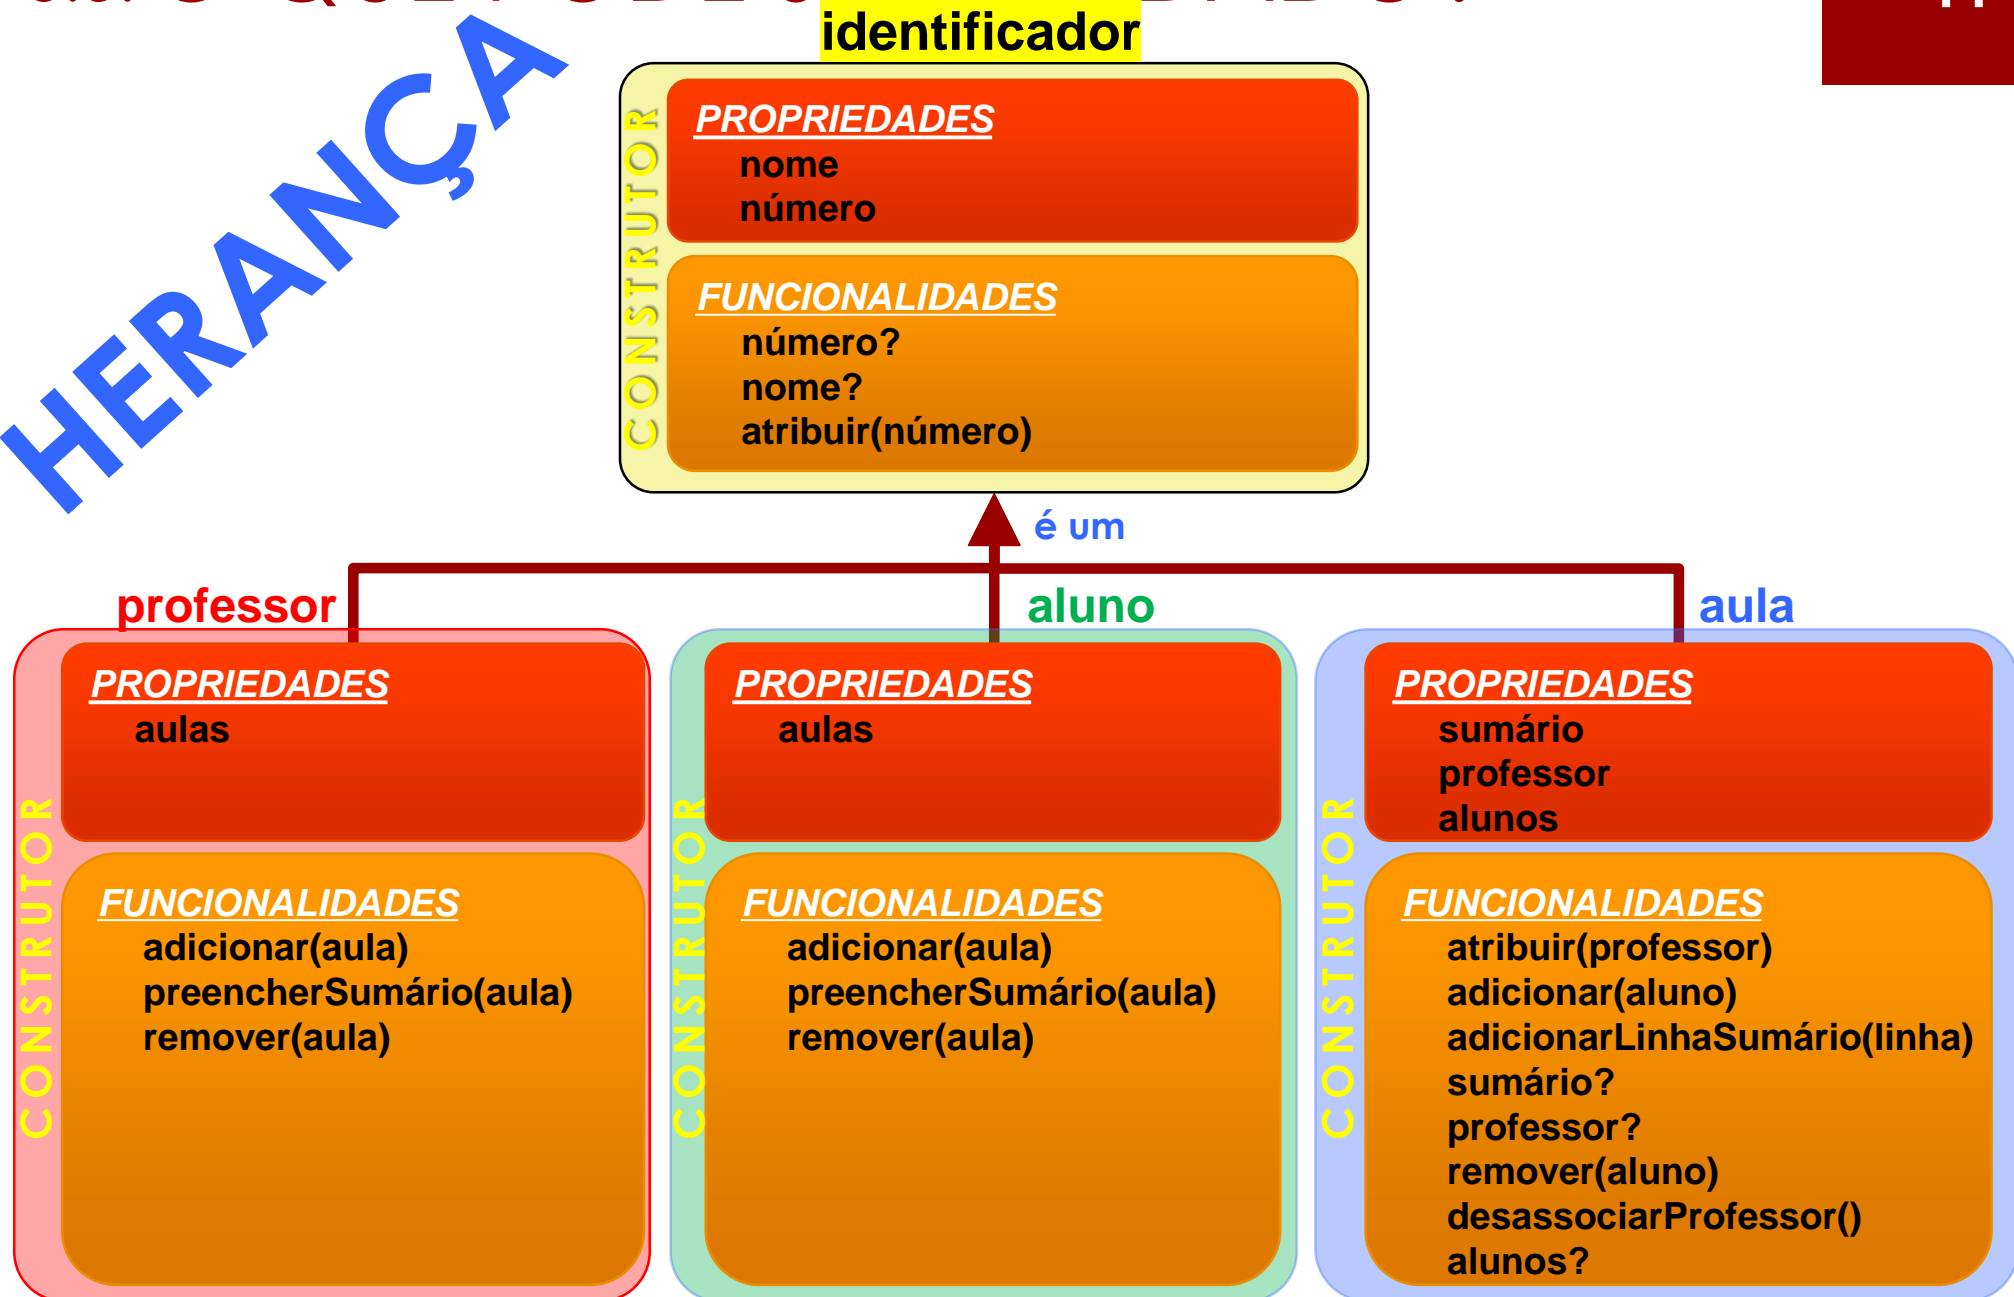 identificador
HERANÇA
CONSTRUTOR
PROPRIEDADES
nome
número
FUNCIONALIDADES
número?
nome?
atribuir(número)
é um
professor
CONSTRUTOR
PROPRIEDADES
aulas
FUNCIONALIDADES
adicionar(aula)
preencherSumário(aula)
remover(aula)
aluno
CONSTRUTOR
PROPRIEDADES
aulas
FUNCIONALIDADES
adicionar(aula)
preencherSumário(aula)
remover(aula)
aula
CONSTRUTOR
PROPRIEDADES
sumário
professor
alunos
FUNCIONALIDADES
atribuir(professor)
adicionar(aluno)
adicionarLinhaSumário(linha)
sumário?
professor?
remover(aluno)
desassociarProfessor()
alunos?